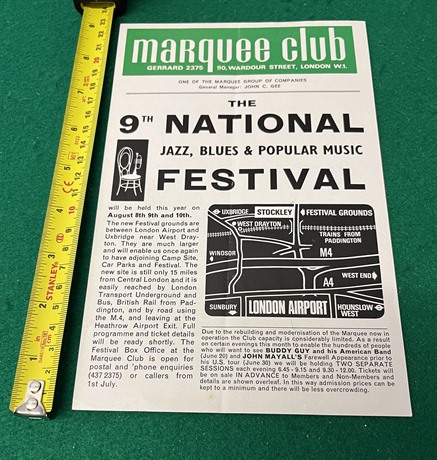 marquee club
GERRARD 2375 90, WARDOUR STREET, LONDON W.1.
ONE OF THE MARQUEE GROUP OF COMPANIES
General Manager: JOHN C. GEE
THE
9TH NATIONAL
JAZZ, BLUES & POPULAR MUSIC
FESTIVAL
will be held this year on
August 8th 9th and 10th.
The new Festival grounds are
between London Airport and
Uxbridge near West Dray-
ton. They are much larger
and will enable us once again
to have adjoining Camp Site,
Car Parks and Festival. The
new site is still only 15 miles
from Central London and it is
easily reached by London
Transport Underground and
Bus, British Rail from Pad-
dington, and by road using
the M.4, and leaving at the
Heathrow Airport Exit. Full
programme and ticket details
will be ready shortly. The
Festival Box Office at the
Marquee Club is open for
postal and 'phone enquiries
(437 2375) or callers from
1st July.
UXBRIDGE STOCKLEY FESTIVAL GROUNDS
WEST DRAYTON TRAINS FROM
PADDINGTON
WINDSOR M4
WEST END
A4
SUNBURY LONDON AIRPORT HOUNSLOW
WEST
Due to the rebuilding and modernisation of the Marquee now in
operation the Club capacity is considerably limited. As a result
on certain evenings this month to enable the hundreds of people
who will want to see BUDDY GUY and his American Band
(June 20) and JOHN MAYALL'S Farewell Appearance prior to
his U.S. tour (June 30) we will be holding TWO SEPARATE
SESSIONS each evening 6.45 - 9.15 and 9.30 - 12.00. Tickets will
be on sale IN ADVANCE to Members and Non-Members and
details are shown overleaf. In this way admission prices can be
kept to a minimum and there will be less overcrowding.
STANLEY